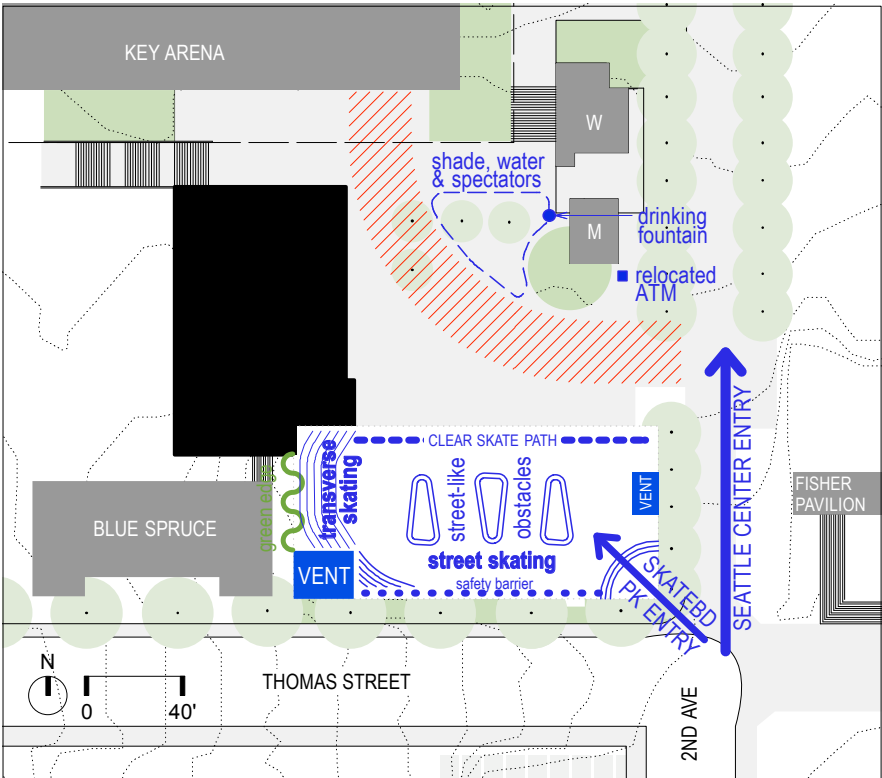 KEY ARENA
W
shade, water
& spectators
M
drinking
fountain
relocated
ATM
SEATTLE CENTER ENTRY
CLEAR SKATE PATH
transverse
skating
green edge
street-like
obstacles
VENT
FISHER
PAVILION
BLUE SPRUCE
VENT
street skating
safety barrier
SKATEBD
PK ENTRY
N
0
40'
THOMAS STREET
2ND AVE